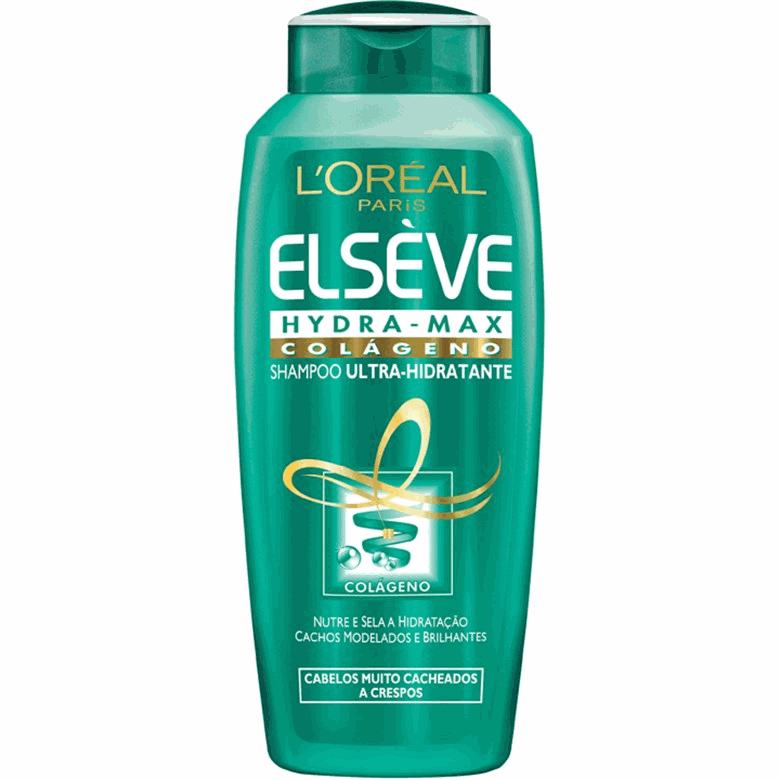 L'ORÉAL
PARiS
ELSÈVE
HYDRA-MAX
COLÁGENO
SHAMPOO ULTRA-HIDRATANTE
COLÁGENO
NUTRE E SELA A HIDRATAÇÃO
CACHOS MODELADOS E BRILHANTES
CABELOS MUITO CACHEADOS
A CRESPOS